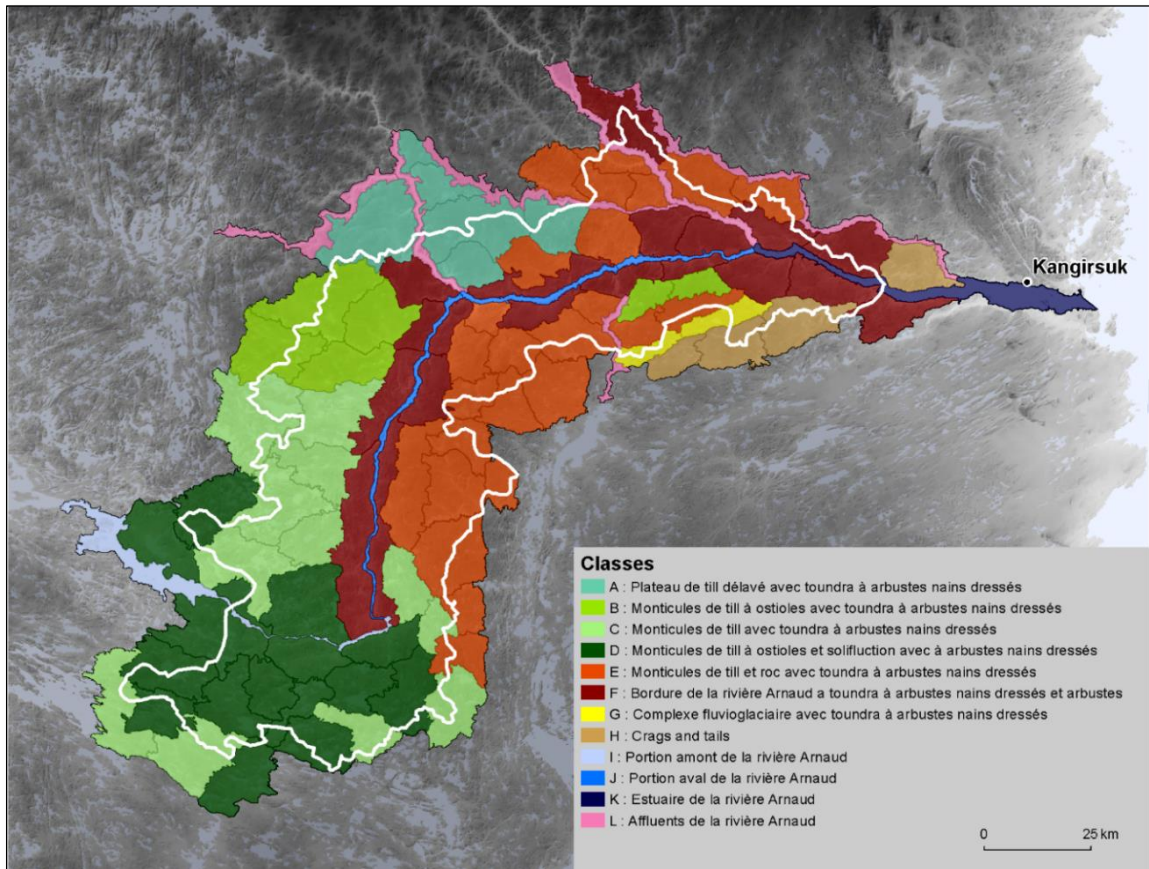 Kangirsuk
Classes
A : Plateau de till délavé avec toundra à arbustes nains dressés
B : Monticules de till à ostioles avec toundra à arbustes nains dressés
C : Monticules de till avec toundra à arbustes nains dressés
D : Monticules de till à ostioles et solifluction avec à arbustes nains dressés
E : Monticules de till et roc avec toundra à arbustes nains dressés
F : Bordure de la rivière Arnaud a toundra à arbustes nains dressés et arbustes
G : Complexe fluvioglaciaire avec toundra à arbustes nains dressés
H : Crags and tails
I : Portion amont de la rivière Arnaud
J : Portion aval de la rivière Arnaud
K : Estuaire de la rivière Arnaud
L : Affluents de la rivière Arnaud
0 25 km